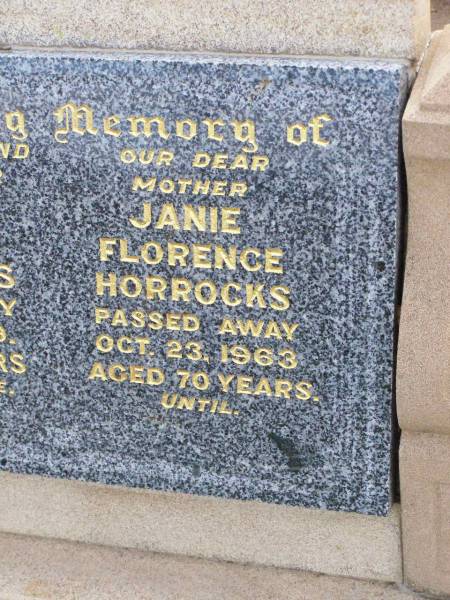 Memory of
OUR DEAR
MOTHER
JANIE
FLORENCE
HORROCKS
PASSED AWAY
OCT. 23, 1963
AGED 70 YEARS.
UNTIL.